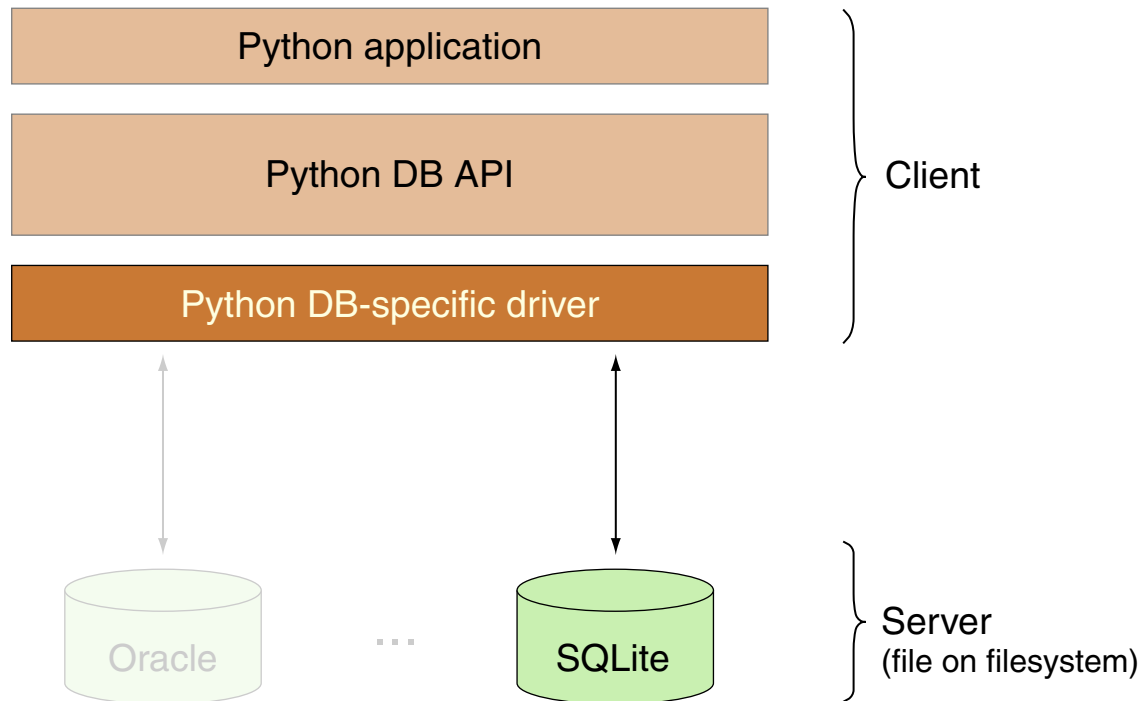 Python application
Python DB API
Client
Python DB-specific driver
Oracle
...
SQLite
Server
(file on filesystem)